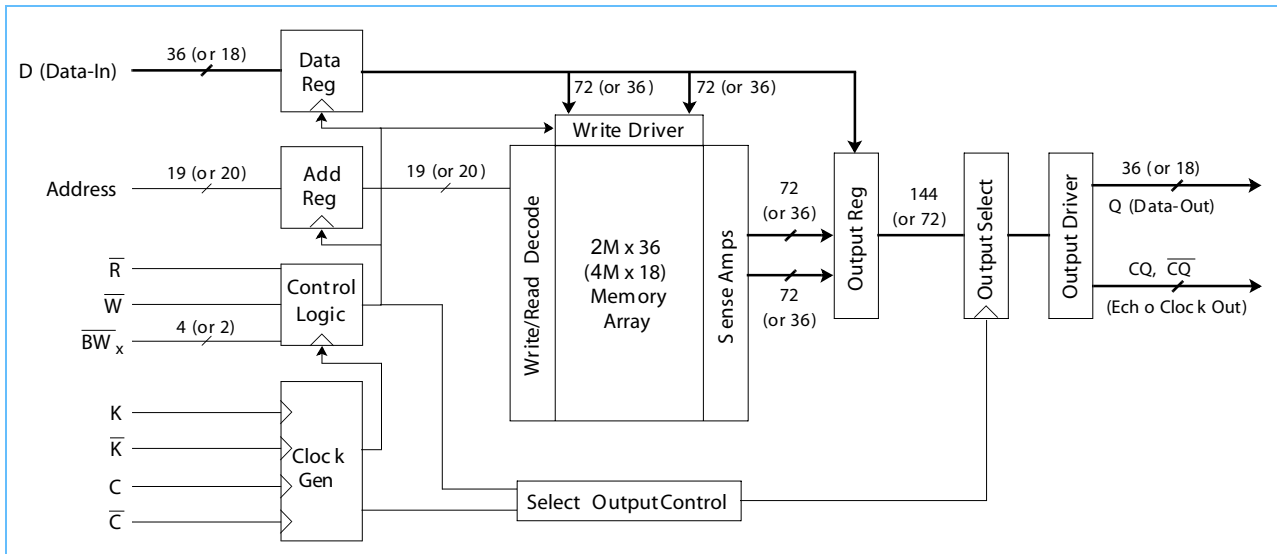 D (Data-In)
36 (or 18)
Data
Reg
72 (or 36)
72 (or 36)
Write Driver
Address
19 (or 20)
Add
Reg
19 (or 20)
Write/Read Decode
2M x 36
(4M x 18)
Memory
Array
Sense Amps
72
(or 36)
72
(or 36)
Output Reg
144
(or 72)
Output Select
Output Driver
36 (or 18)
Q (Data-Out)
CQ, C̅Q̅
(Echo Clock Out)
R̅
W̅
B̅W̅x
4 (or 2)
Control
Logic
K
K̅
C
C̅
Clock
Gen
Select Output Control